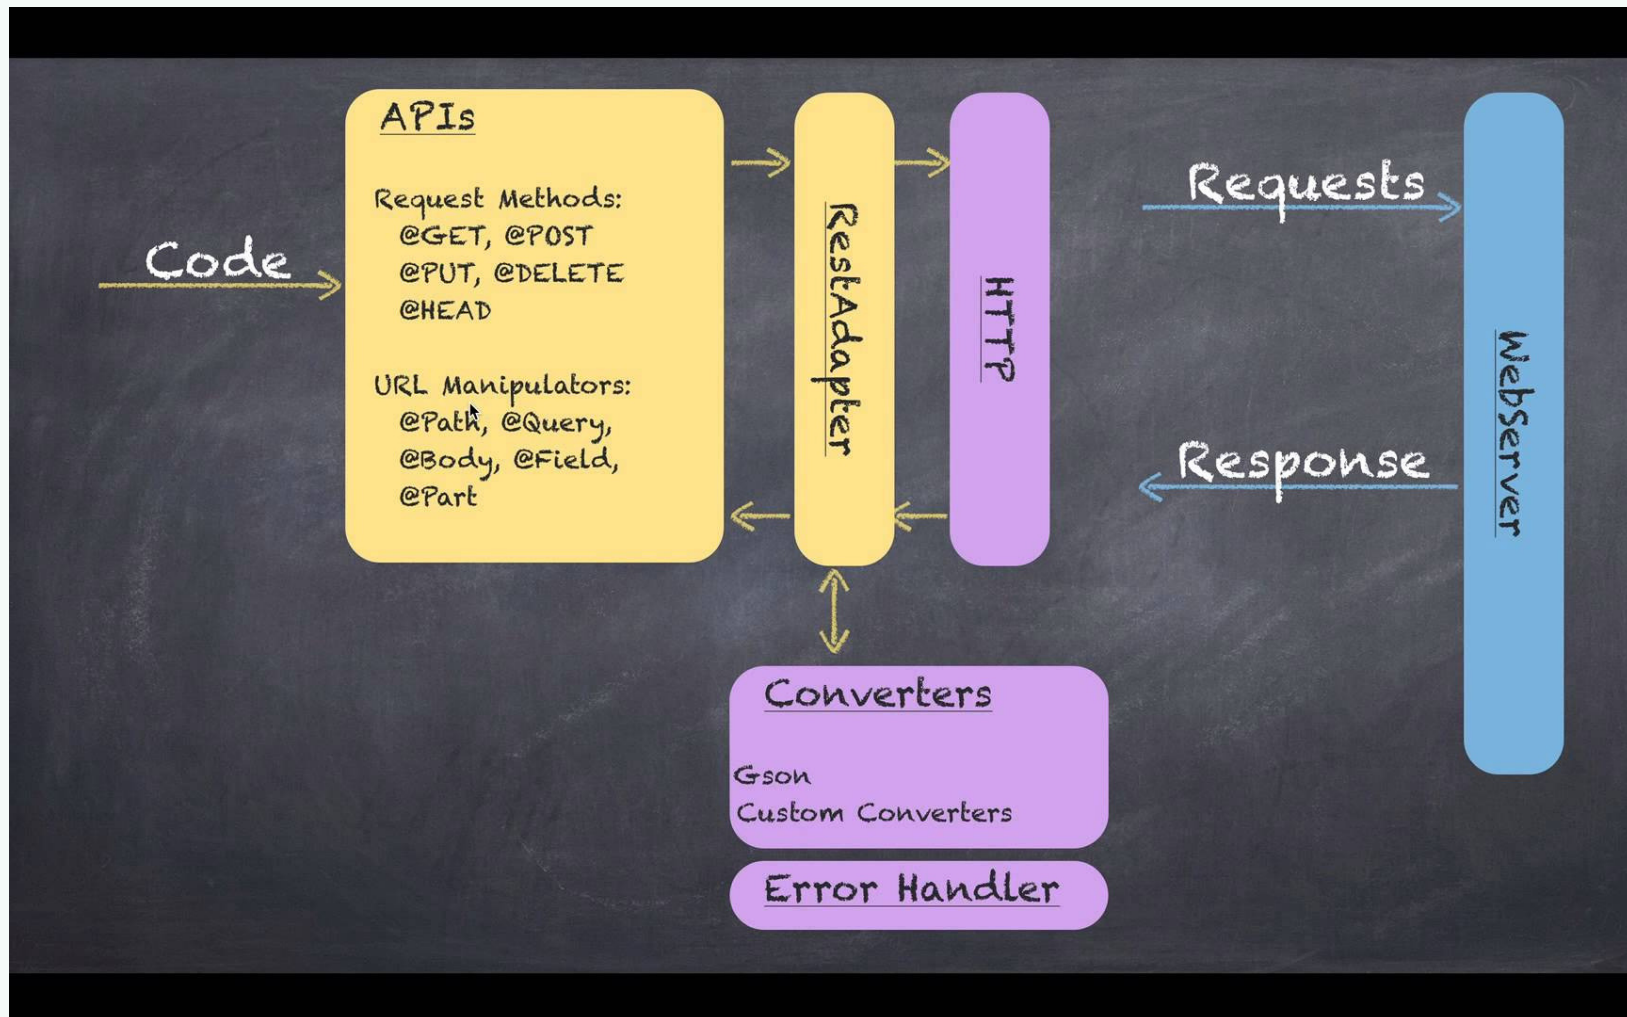 Code
APIs
Request Methods:
@GET, @POST
@PUT, @DELETE
@HEAD
URL Manipulators:
@Path, @Query,
@Body, @Field,
@Part
RestAdapter
HTTP
Requests
Response
WebServer
Converters
Gson
Custom Converters
Error Handler